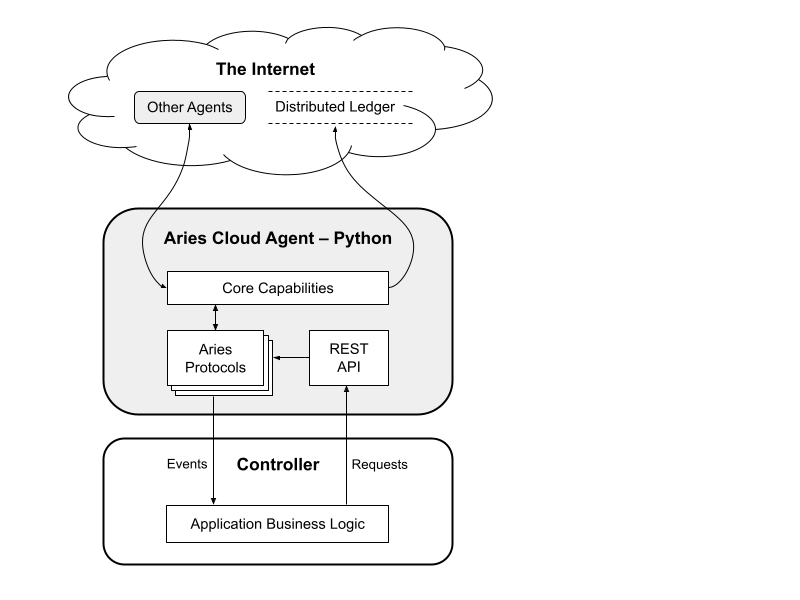 The Internet
Other Agents
Distributed Ledger
Aries Cloud Agent – Python
Core Capabilities
Aries
Protocols
REST
API
Events
Controller
Requests
Application Business Logic